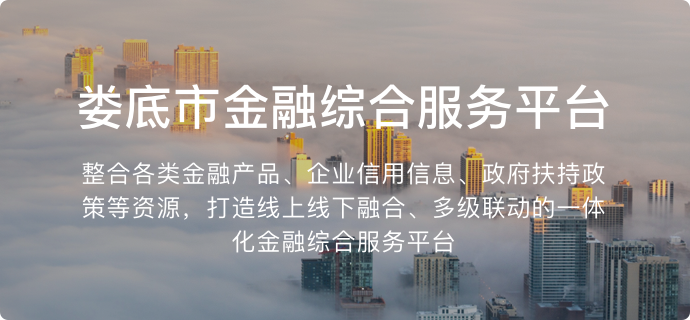 娄底市金融综合服务平台
整合各类金融产品、企业信用信息、政府扶持政
策等资源，打造线上线下融合、多级联动的一体
化金融综合服务平台